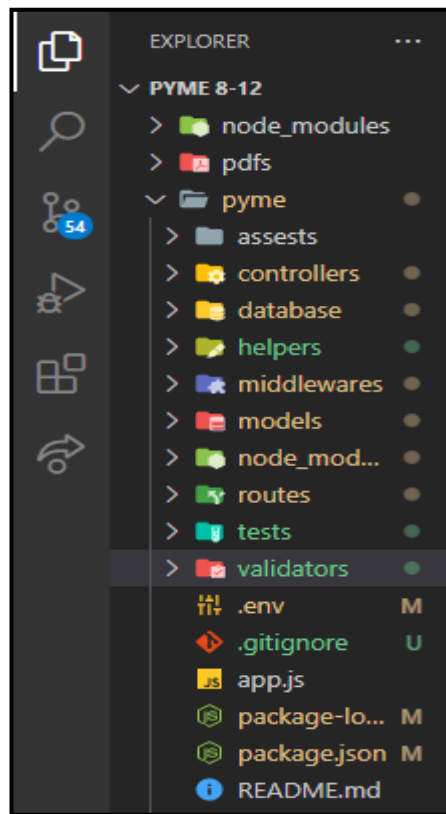 EXPLORER ...
PYME 8-12
node_modules
pdfs
pyme
54
assests
controllers
database
helpers
middlewares
models
node_mod...
routes
tests
validators
.env M
.gitignore U
JS app.js
package-lo... M
package.json M
README.md